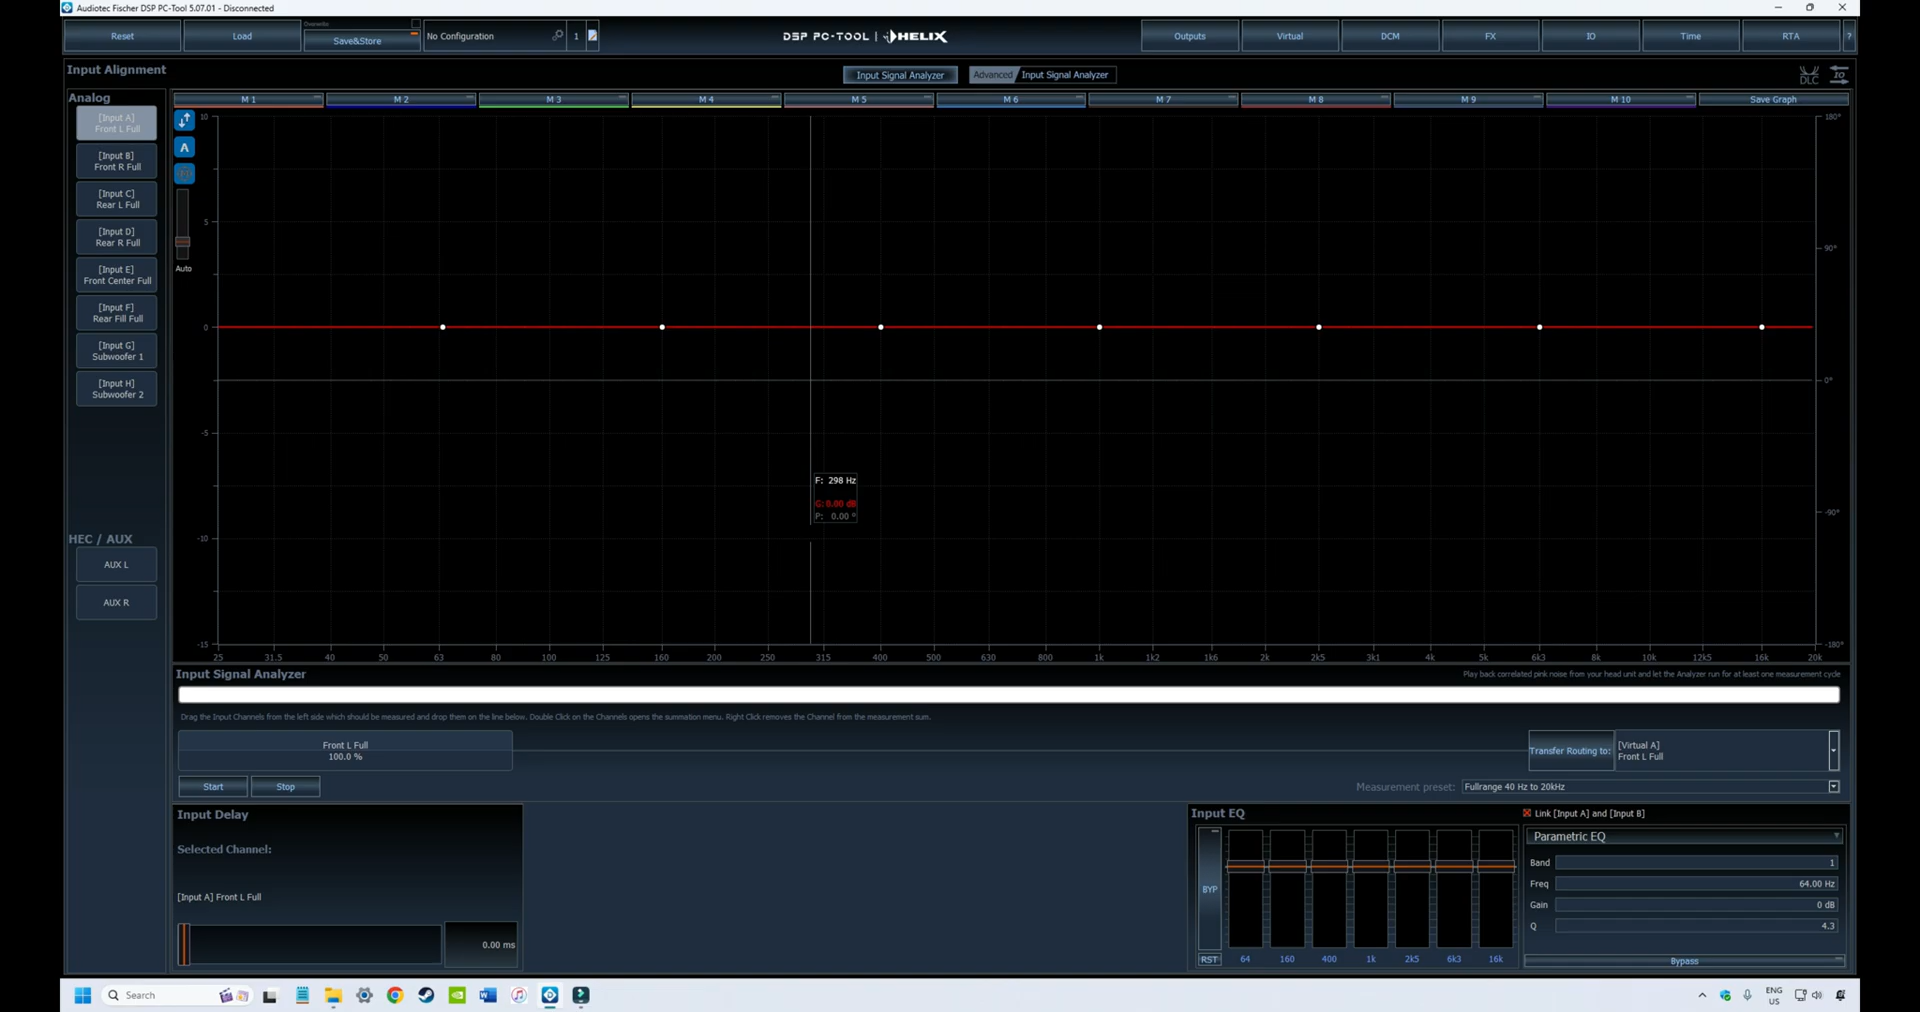 Audiotec Fischer DSP PC-Tool 5.07.01 - Disconnected
Reset
Load
Overwrite
Save&Store
No Configuration
1
DSP PC-TOOL | HELIX
Outputs
Virtual
DCM
FX
IO
Time
RTA
?
Input Alignment
Input Signal Analyzer
Advanced
Input Signal Analyzer
DLC
IO
Analog
M 1
M 2
M 3
M 4
M 5
M 6
M 7
M 8
M 9
M 10
Save Graph
[Input A]
Front L Full
[Input B]
Front R Full
[Input C]
Rear L Full
[Input D]
Rear R Full
[Input E]
Front Center Full
[Input F]
Rear Fill Full
[Input G]
Subwoofer 1
[Input H]
Subwoofer 2
HEC / AUX
AUX L
AUX R
A
Auto
10
5
0
-5
-10
-15
180°
90°
0°
-90°
-180°
F: 298 Hz
G: 0.00 dB
P: 0.00 °
25 31.5 40 50 63 80 100 125 160 200 250 315 400 500 630 800 1k 1k2 1k6 2k 2k5 3k1 4k 5k 6k3 8k 10k 12k5 16k 20k
Input Signal Analyzer
Play back correlated pink noise from your head unit and let the Analyzer run for at least one measurement cycle
Drag the Input Channels from the left side which should be measured and drop them on the line below. Double Click on the Channels opens the summation menu. Right Click removes the Channel from the measurement sum.
Front L Full
100.0 %
Transfer Routing to:
[Virtual A]
Front L Full
Start
Stop
Measurement preset:
Fullrange 40 Hz to 20kHz
Input Delay
Selected Channel:
[Input A] Front L Full
0.00 ms
Input EQ
BYP
RST
64
160
400
1k
2k5
6k3
16k
Link [Input A] and [Input B]
Parametric EQ
Band 1
Freq 64.00 Hz
Gain 0 dB
Q 4.3
Bypass
Search
ENG
US